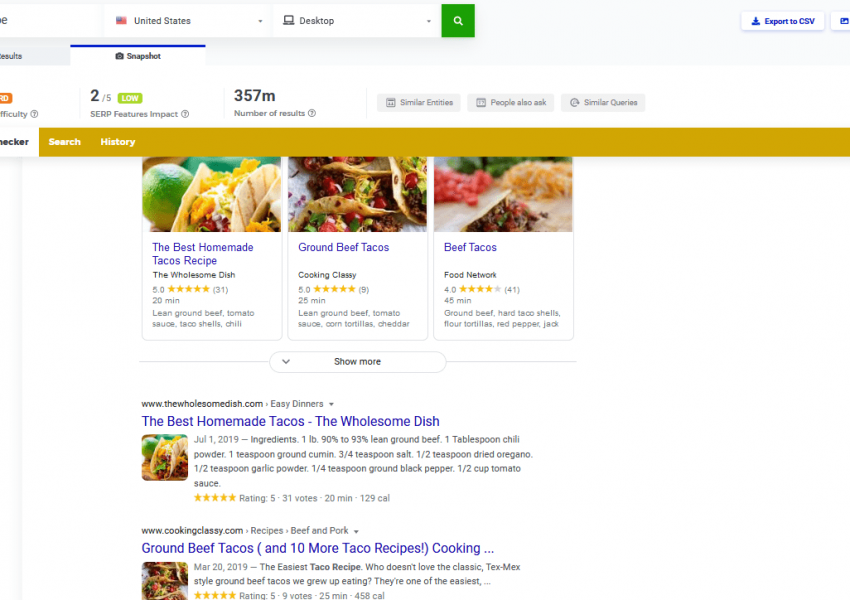 United States
Desktop
Export to CSV
Snapshot
2 /5 LOW
357m
SERP Features Impact
Number of results
Similar Entities
People also ask
Similar Queries
Search
History
The Best Homemade
Tacos Recipe
The Wholesome Dish
5.0 ★★★★★ (31)
20 min
Lean ground beef, tomato
sauce, taco shells, chili
Ground Beef Tacos
Cooking Classy
5.0 ★★★★★ (9)
25 min
Lean ground beef, tomato
sauce, corn tortillas, cheddar
Beef Tacos
Food Network
4.0 ★★★★★ (41)
45 min
Ground beef, hard taco shells,
flour tortillas, red pepper, jack
Show more
www.thewholesomedish.com › Easy Dinners
The Best Homemade Tacos - The Wholesome Dish
Jul 1, 2019 — Ingredients. 1 lb. 90% to 93% lean ground beef. 1 Tablespoon chili
powder. 1 teaspoon ground cumin. 3/4 teaspoon salt. 1/2 teaspoon dried oregano.
1/2 teaspoon garlic powder. 1/4 teaspoon ground black pepper. 1/2 cup tomato
sauce.
★★★★★ Rating: 5 · 31 votes · 20 min · 129 cal
www.cookingclassy.com › Recipes › Beef and Pork
Ground Beef Tacos ( and 10 More Taco Recipes!) Cooking ...
Mar 20, 2019 — The Easiest Taco Recipe. Who doesn't love the classic, Tex-Mex
style ground beef tacos we grew up eating? They're one of the easiest, ...
★★★★★ Rating: 5 · 9 votes · 25 min · 458 cal